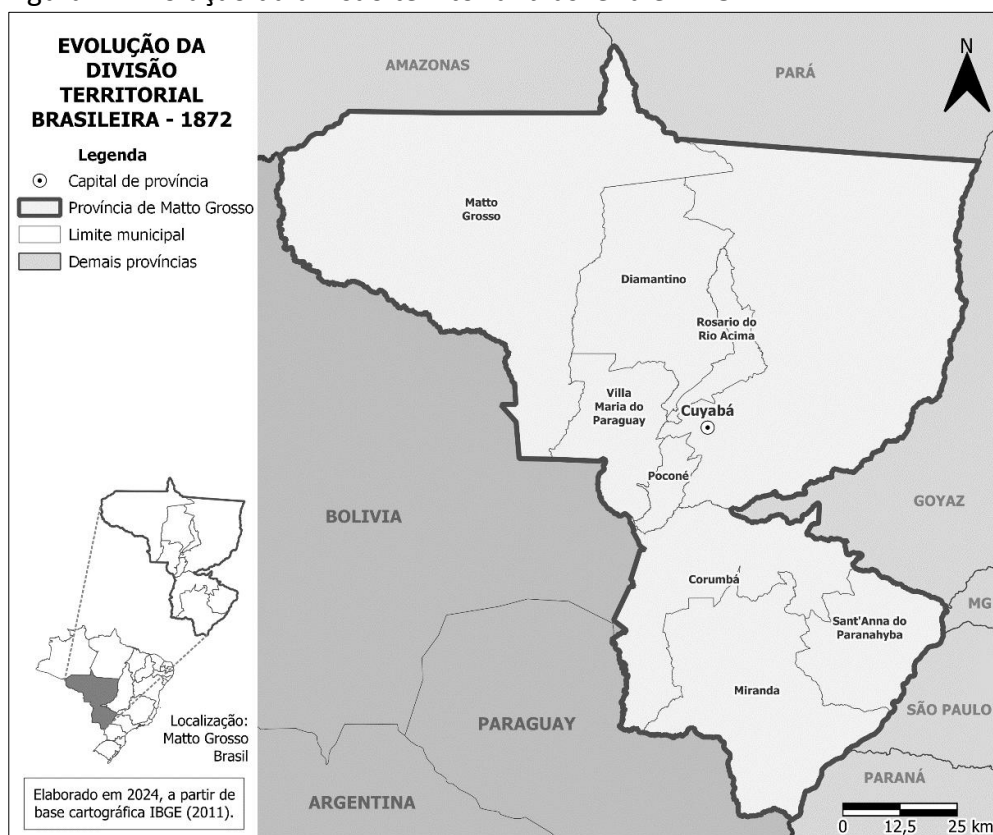 EVOLUÇÃO DA
DIVISÃO
TERRITORIAL
BRASILEIRA - 1872
Legenda
Capital de província
Província de Matto Grosso
Limite municipal
Demais províncias
Localização:
Matto Grosso
Brasil
Elaborado em 2024, a partir de
base cartográfica IBGE (2011).
AMAZONAS
PARÁ
N
Matto
Grosso
Diamantino
Rosario do
Rio Acima
Villa
Maria do
Paraguay
Cuyabá
Poconé
GOYAZ
BOLIVIA
Corumbá
MG
Sant'Anna do
Paranahyba
Miranda
SÃO PAULO
PARAGUAY
PARANÁ
ARGENTINA
0 12,5 25 km